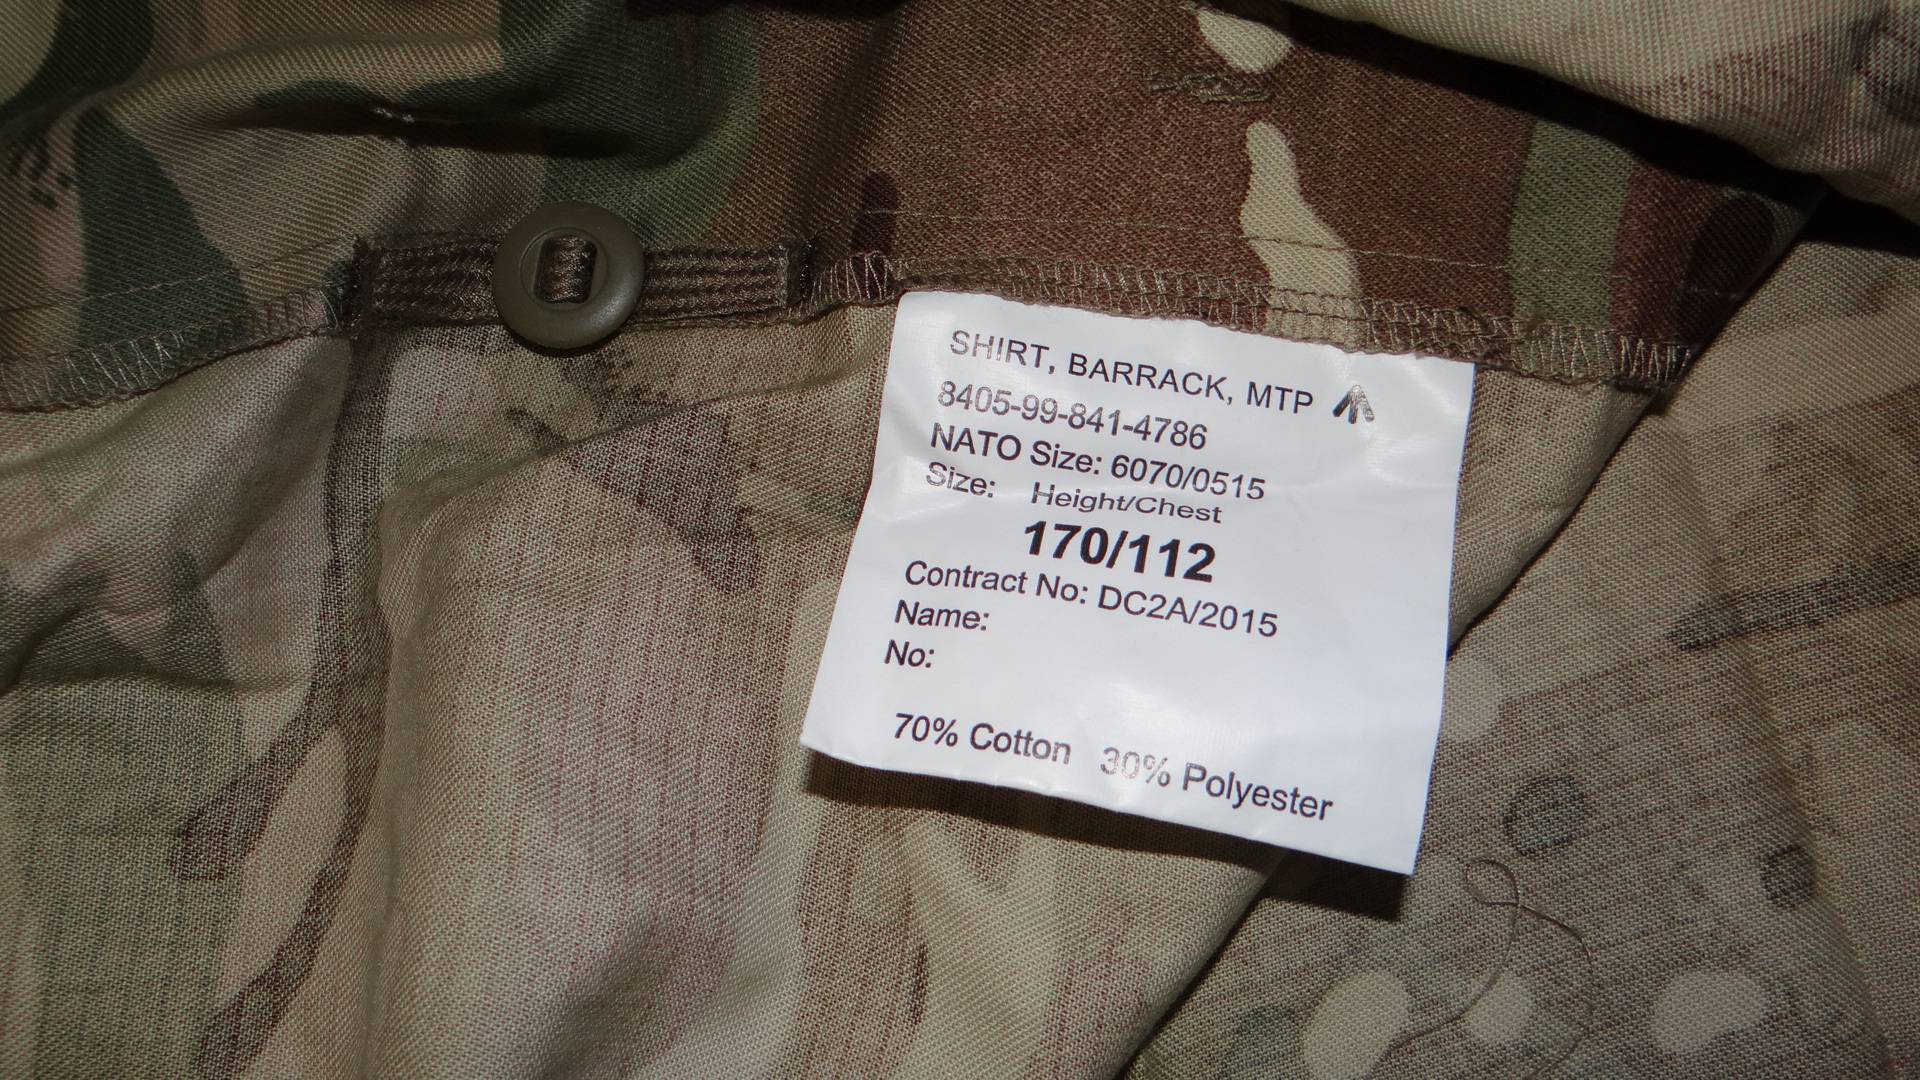 SHIRT, BARRACK, MTP
8405-99-841-4786
NATO Size: 6070/0515
Size: Height/Chest
170/112
Contract No: DC2A/2015
Name:
No:
70% Cotton 30% Polyester